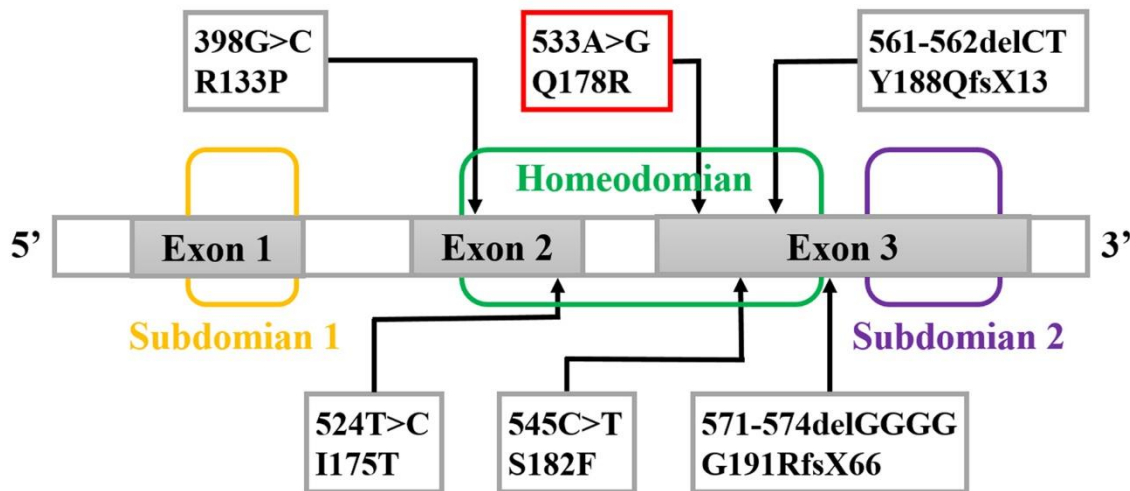 398G>C
R133P
533A>G
Q178R
561-562delCT
Y188QfsX13
Homeodomian
5’
Exon 1
Exon 2
Exon 3
3’
Subdomian 1
Subdomian 2
524T>C
I175T
545C>T
S182F
571-574delGGGG
G191RfsX66